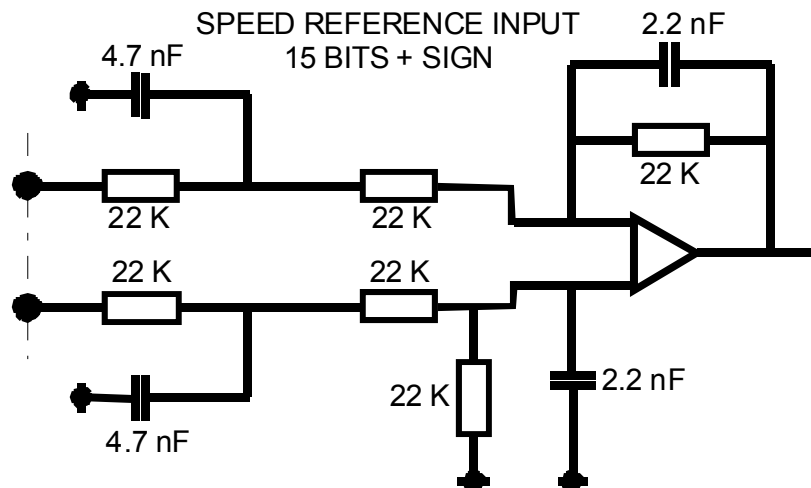 SPEED REFERENCE INPUT
15 BITS + SIGN
4.7 nF
2.2 nF
22 K
22 K
22 K
22 K
22 K
22 K
2.2 nF
4.7 nF